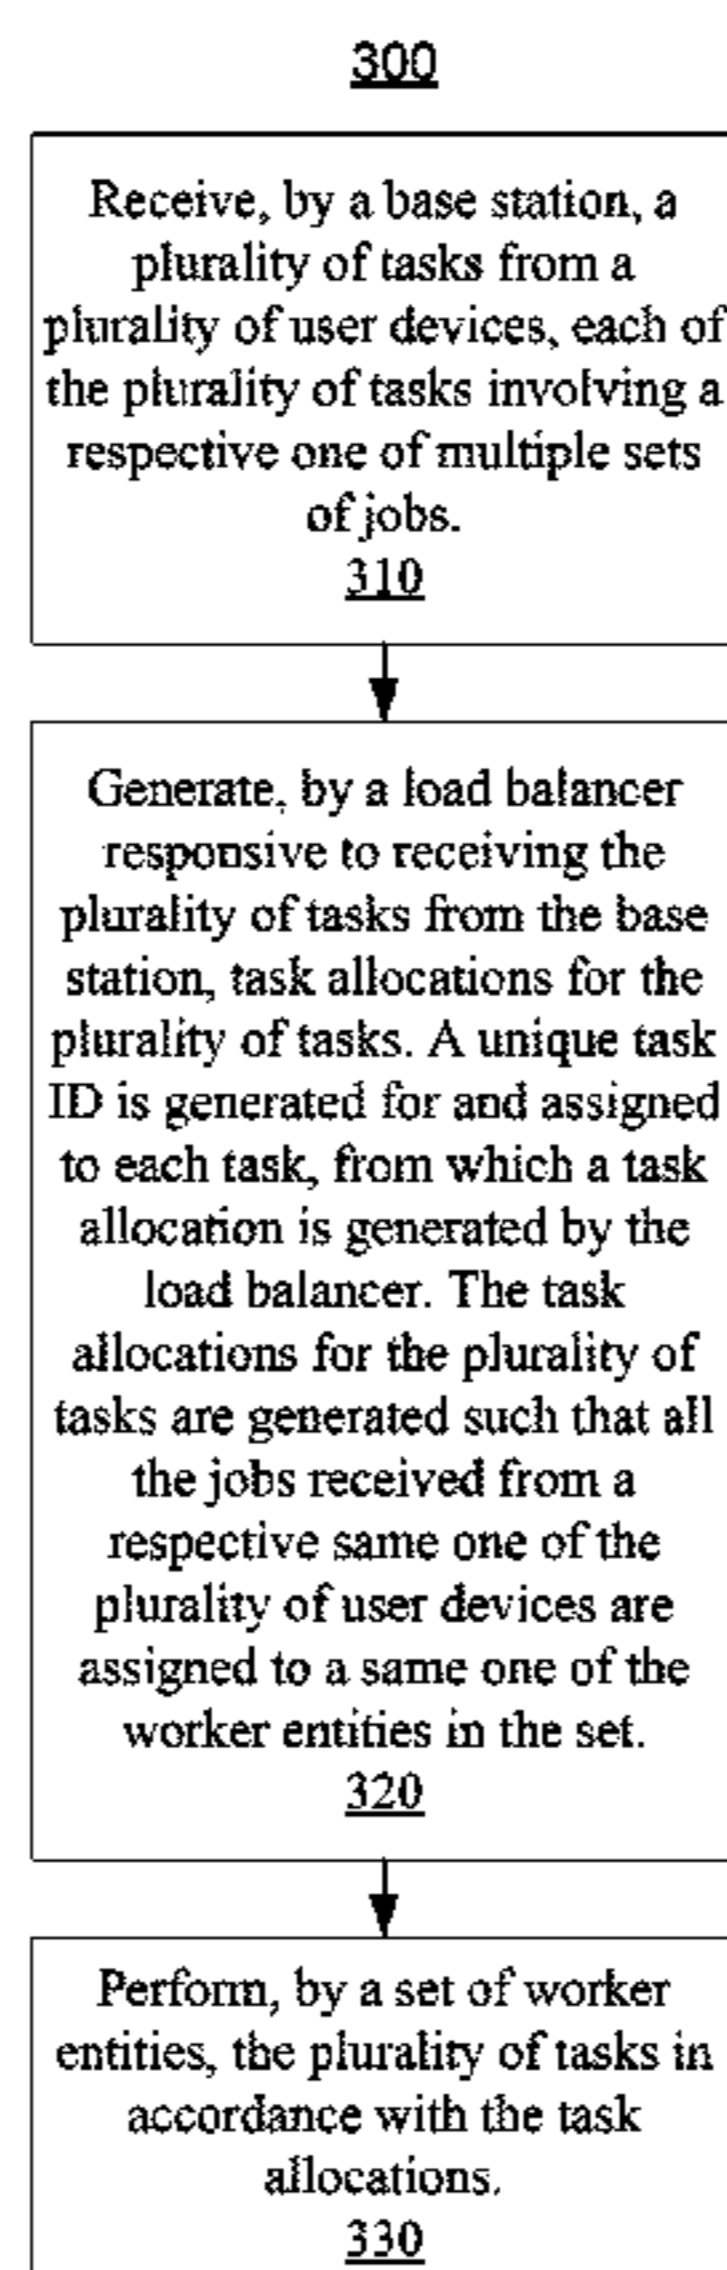 300
Receive, by a base station, a
plurality of tasks from a
plurality of user devices, each of
the plurality of tasks involving a
respective one of multiple sets
of jobs.
310
Generate, by a load balancer
responsive to receiving the
plurality of tasks from the base
station, task allocations for the
plurality of tasks. A unique task
ID is generated for and assigned
to each task, from which a task
allocation is generated by the
load balancer. The task
allocations for the plurality of
tasks are generated such that all
the jobs received from a
respective same one of the
plurality of user devices are
assigned to a same one of the
worker entities in the set.
320
Perform, by a set of worker
entities, the plurality of tasks in
accordance with the task
allocations.
330